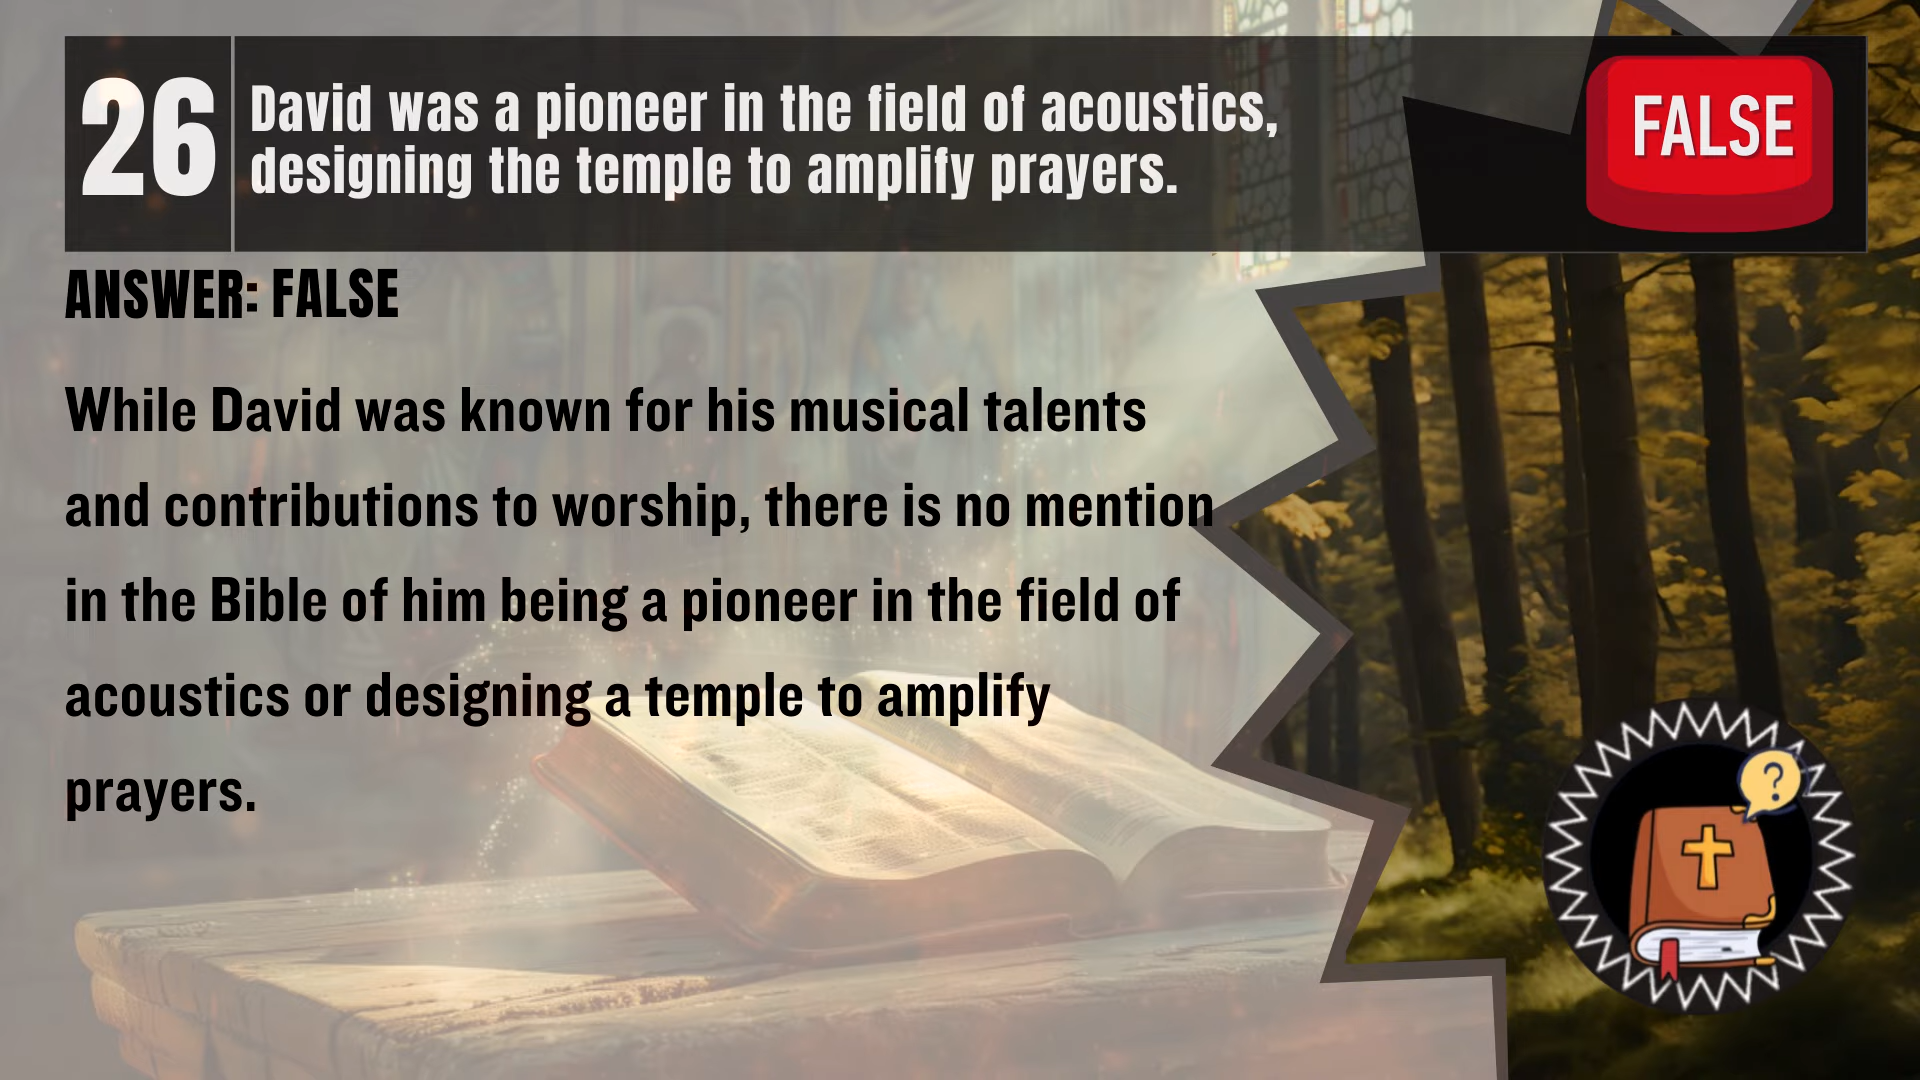 26
David was a pioneer in the field of acoustics,
designing the temple to amplify prayers.
FALSE
ANSWER: FALSE
While David was known for his musical talents
and contributions to worship, there is no mention
in the Bible of him being a pioneer in the field of
acoustics or designing a temple to amplify
prayers.
?